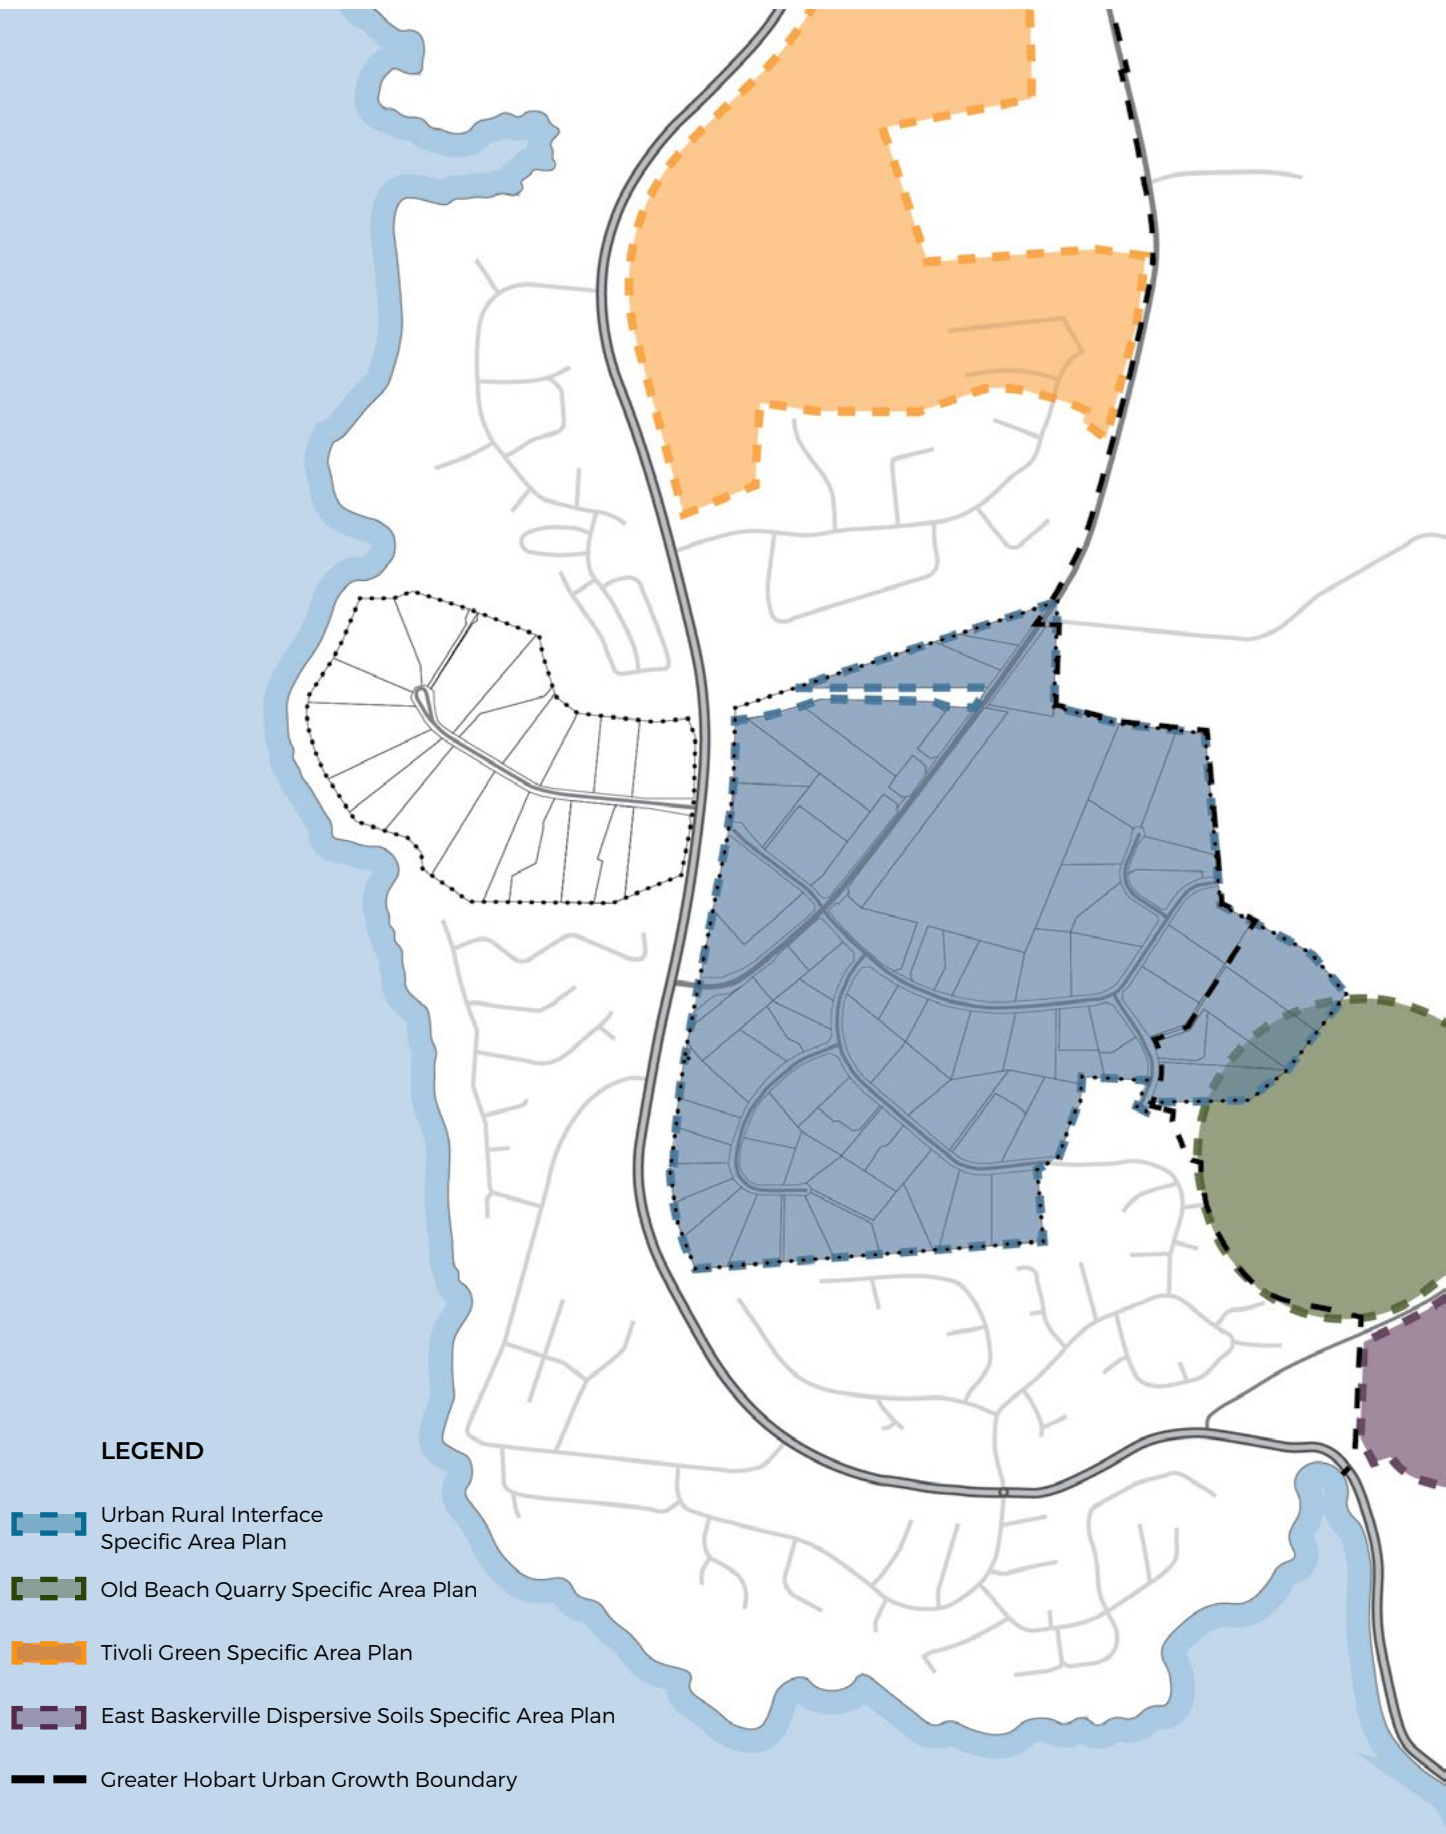 LEGEND
Urban Rural Interface
Specific Area Plan
Old Beach Quarry Specific Area Plan
Tivoli Green Specific Area Plan
East Baskerville Dispersive Soils Specific Area Plan
Greater Hobart Urban Growth Boundary